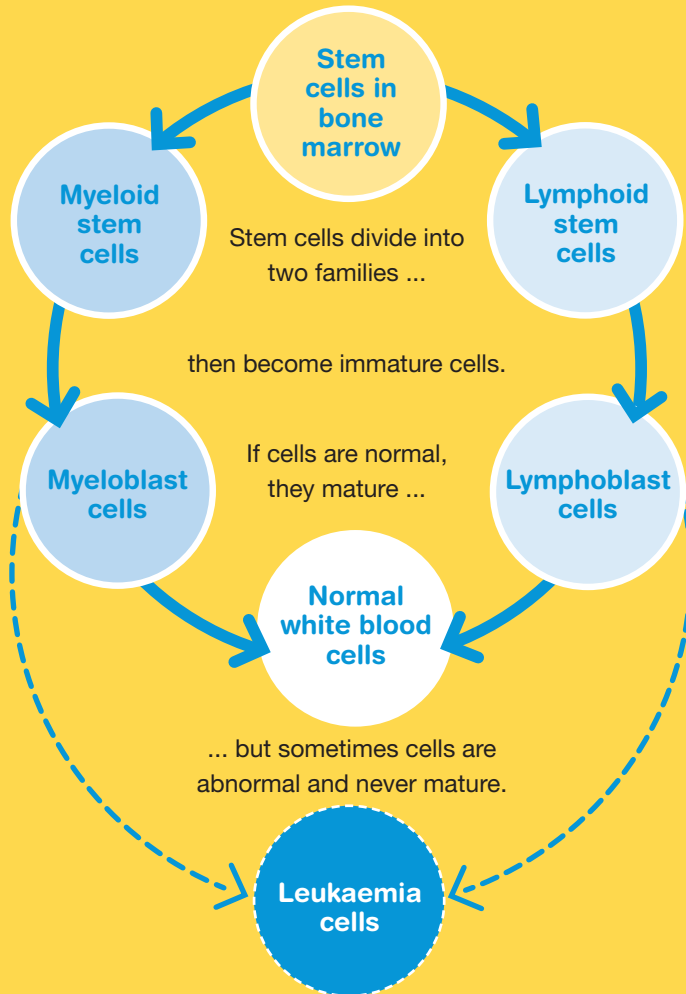 Stem
cells in
bone
marrow
Myeloid
stem
cells
Lymphoid
stem
cells
Stem cells divide into
two families ...
then become immature cells.
Myeloblast
cells
If cells are normal,
they mature ...
Lymphoblast
cells
Normal
white blood
cells
... but sometimes cells are
abnormal and never mature.
Leukaemia
cells